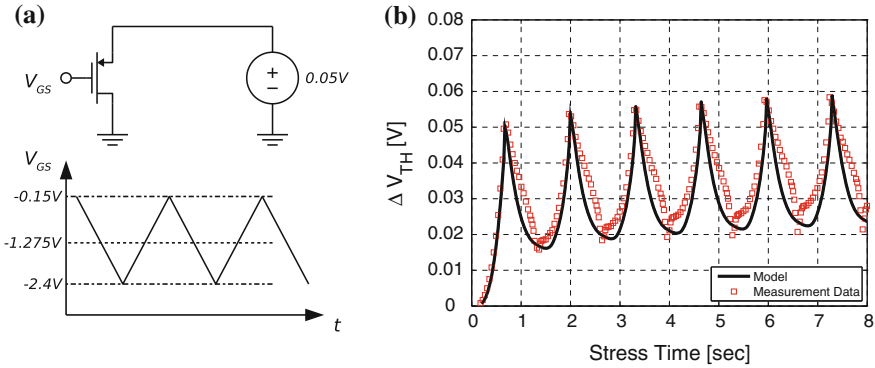 (a)
V_GS
0.05V
V_GS
-0.15V
-1.275V
-2.4V
t
(b)
0.08
0.07
0.06
0.05
0.04
0.03
0.02
0.01
0
Δ V_TH [V]
0 1 2 3 4 5 6 7 8
Stress Time [sec]
Model
Measurement Data